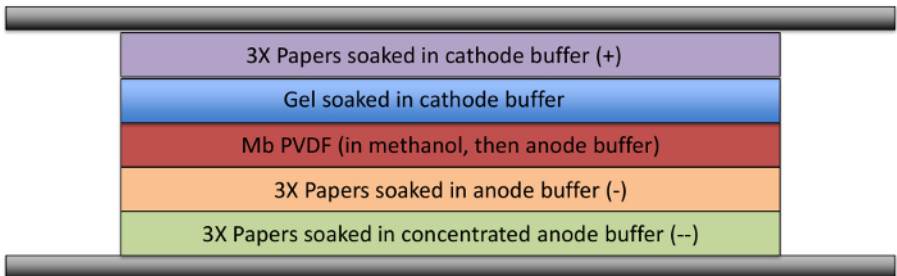 3X Papers soaked in cathode buffer (+)
Gel soaked in cathode buffer
Mb PVDF (in methanol, then anode buffer)
3X Papers soaked in anode buffer (-)
3X Papers soaked in concentrated anode buffer (--)